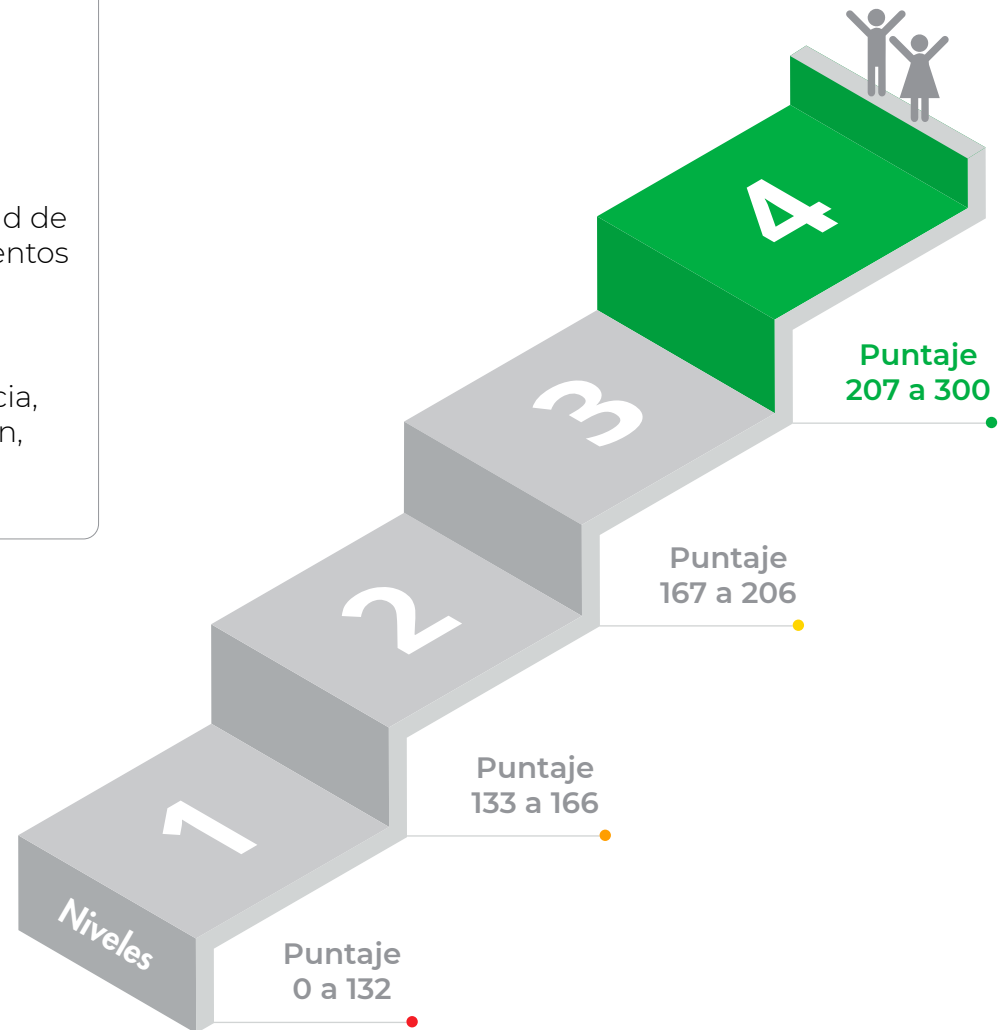 d de
entos
cia,
n,
4
Puntaje
207 a 300
3
Puntaje
167 a 206
2
Puntaje
133 a 166
1
Niveles
Puntaje
0 a 132